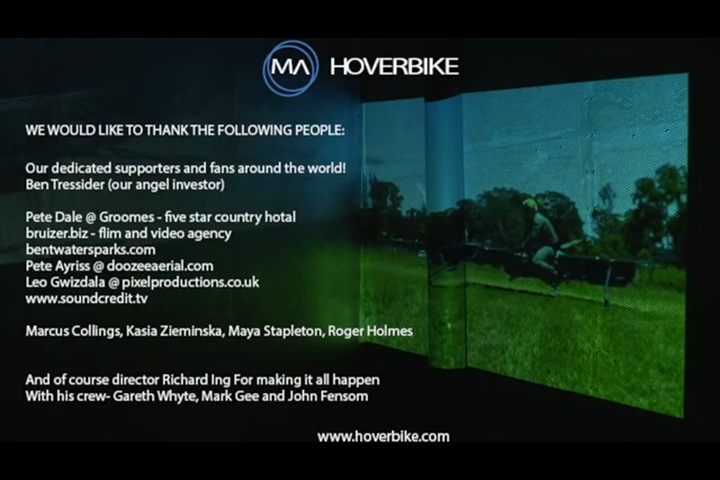 MA HOVERBIKE
WE WOULD LIKE TO THANK THE FOLLOWING PEOPLE:
Our dedicated supporters and fans around the world!
Ben Tressider (our angel investor)
Pete Dale @ Groomes - five star country hotal
bruizer.biz - flim and video agency
bentwatersparks.com
Pete Ayriss @ doozeeaerial.com
Leo Gwizdala @ pixelproductions.co.uk
www.soundcredit.tv
Marcus Collings, Kasia Zieminska, Maya Stapleton, Roger Holmes
And of course director Richard Ing For making it all happen
With his crew- Gareth Whyte, Mark Gee and John Fensom
www.hoverbike.com